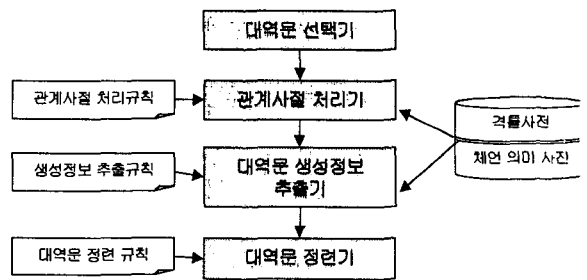 대역문 선택기
관계사절 처리규칙
관계사절 처리기
격틀사전
체언 의미 사전
생성정보 추출규칙
대역문 생성정보
추출기
대역문 정련 규칙
대역문 정련기